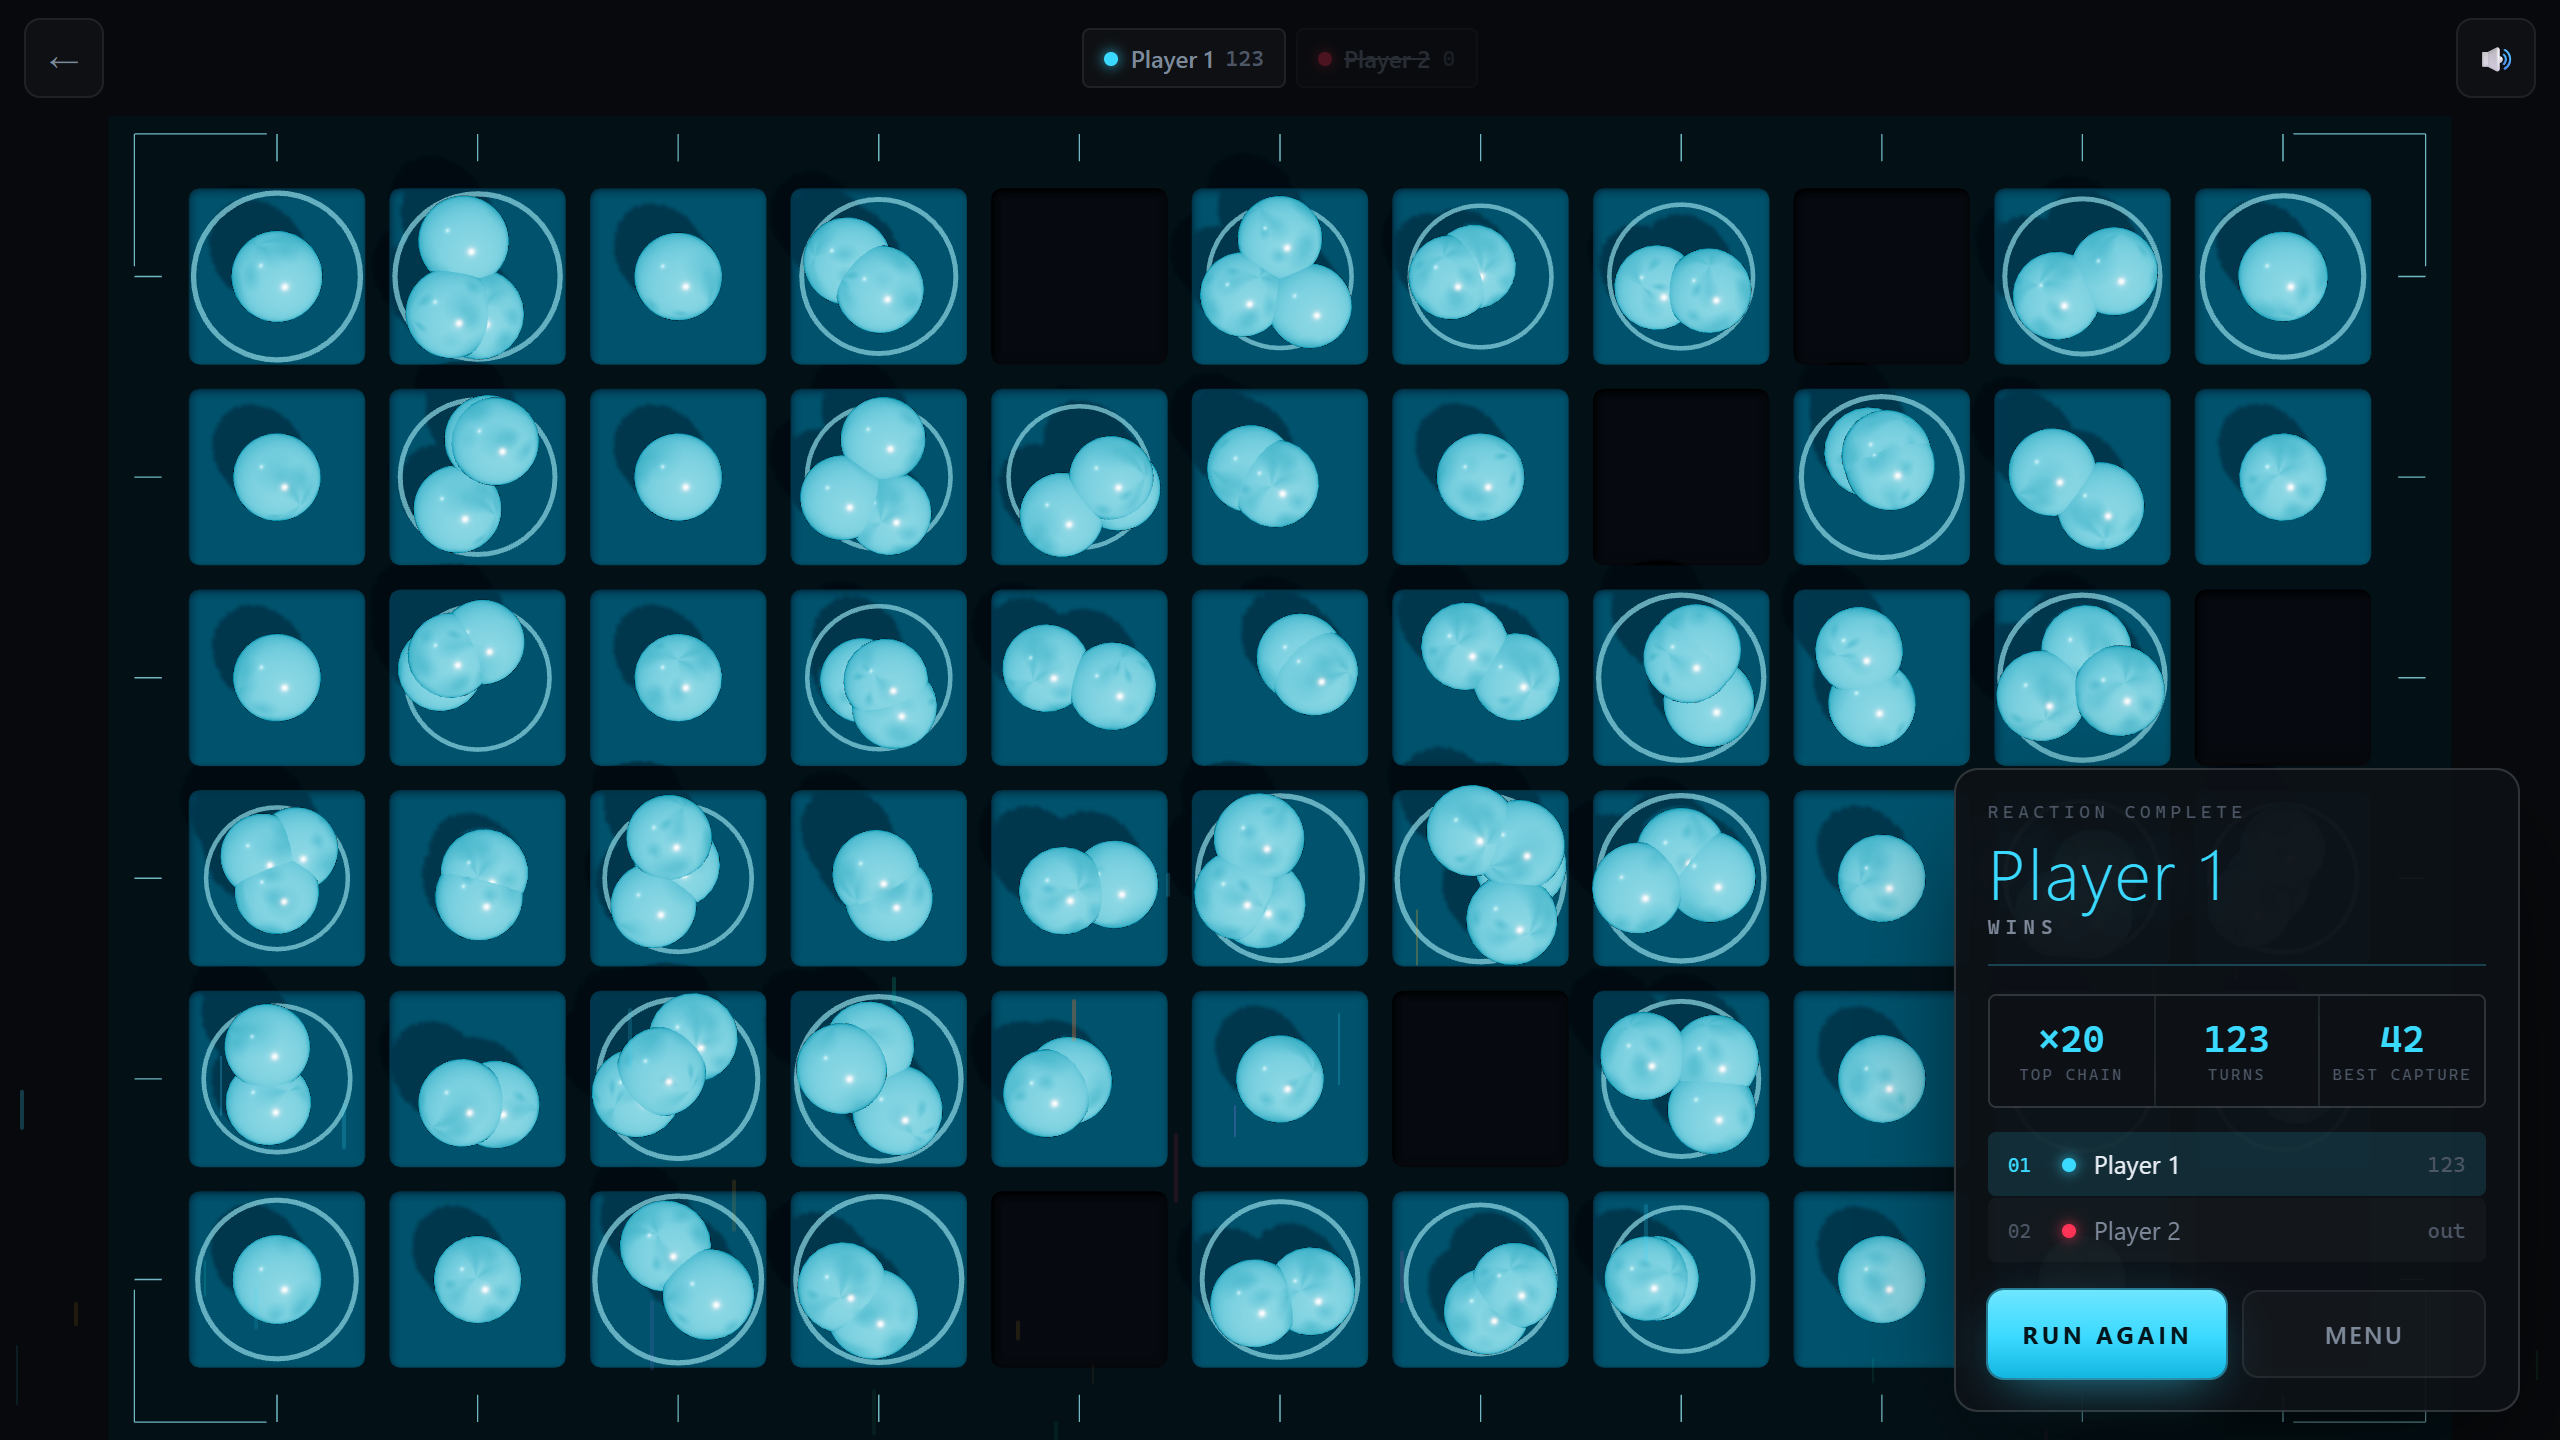 ←
Player 1 123
Player 2 0
REACTION COMPLETE
Player 1
WINS
×20 123 42
TOP CHAIN TURNS BEST CAPTURE
01 Player 1 123
02 Player 2 out
RUN AGAIN MENU